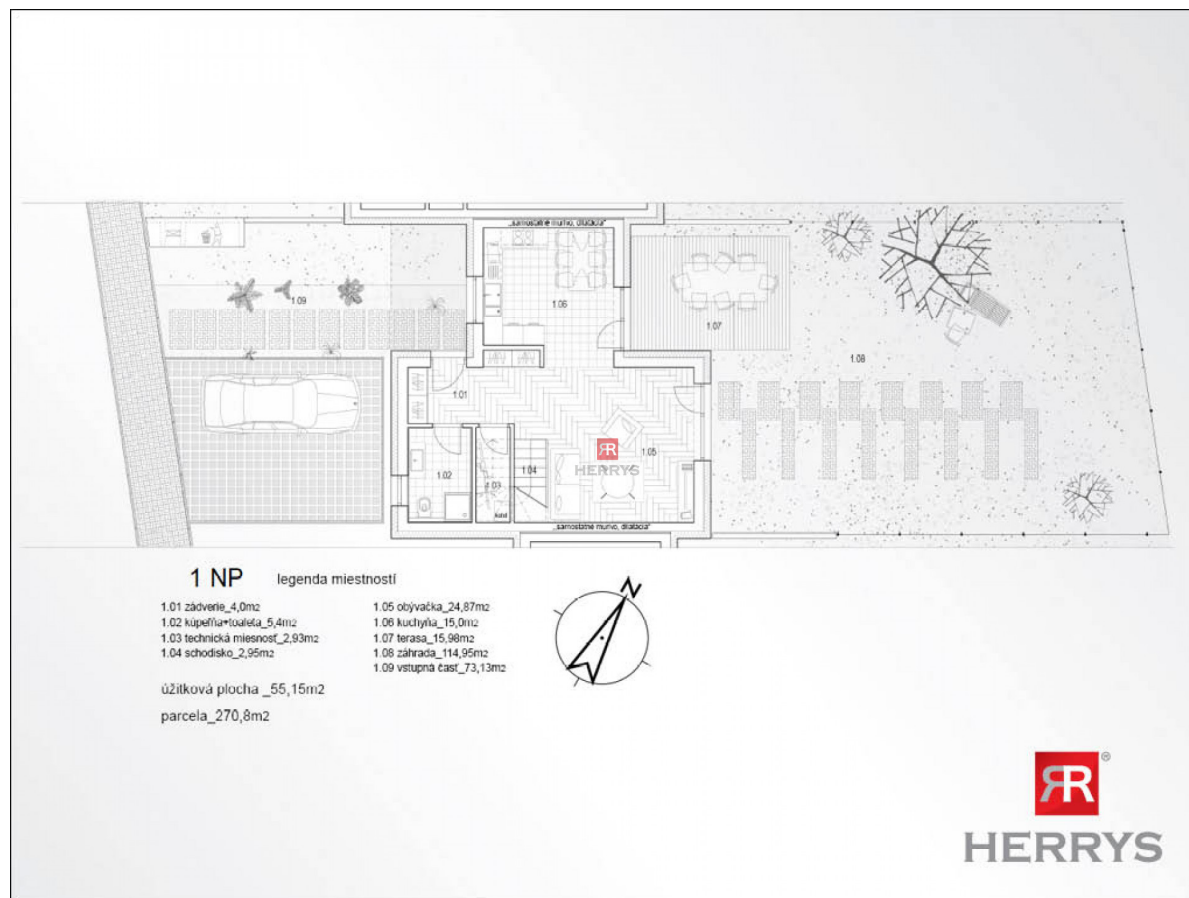 „samostatné murivo, dilatácia"
1.06
1.09
1.07
1.08
1.01
RR
HERRYS
1.05
1.02
1.03
1.04
„samostatné murivo, dilatácia"
1 NP legenda miestností
1.01 zádverie_4,0m2
1.02 kúpeľňa+toaleta_5,4m2
1.03 technická miesnosť_2,93m2
1.04 schodisko_2,95m2
1.05 obývačka_24,87m2
1.06 kuchyňa_15,0m2
1.07 terasa_15,98m2
1.08 záhrada_114,95m2
1.09 vstupná časť_73,13m2
úžitková plocha _55,15m2
parcela_270,8m2
N
RR®
HERRYS